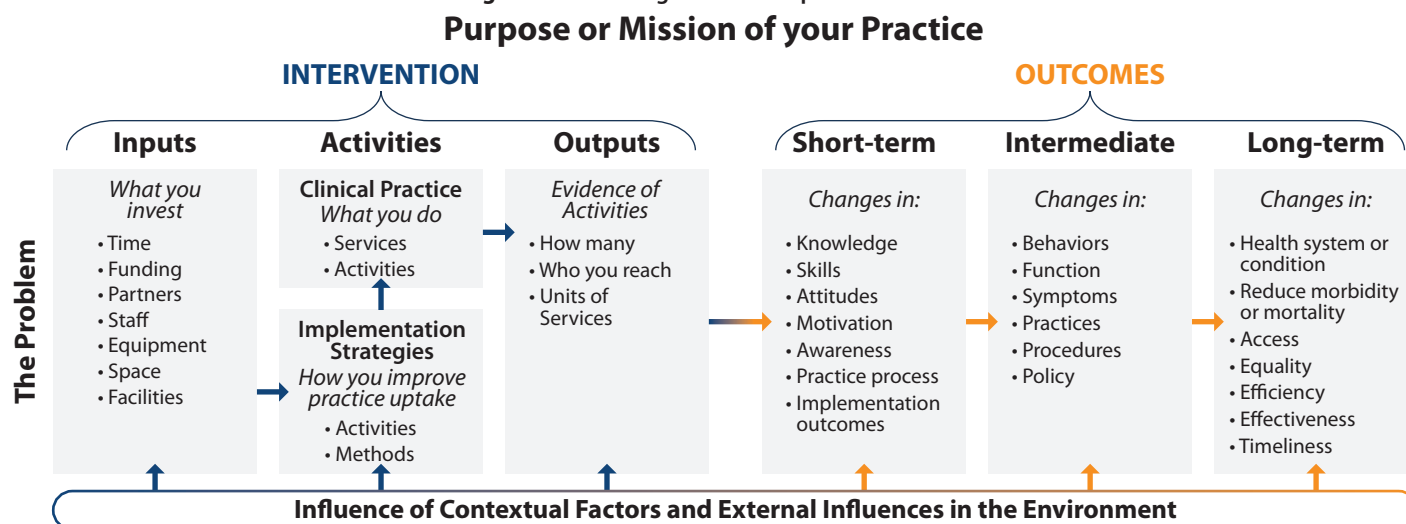 Purpose or Mission of your Practice
INTERVENTION
OUTCOMES
Inputs
Activities
Outputs
Short-term
Intermediate
Long-term
The Problem
What you
invest
• Time
• Funding
• Partners
• Staff
• Equipment
• Space
• Facilities
Clinical Practice
What you do
• Services
• Activities
Implementation
Strategies
How you improve
practice uptake
• Activities
• Methods
Evidence of
Activities
• How many
• Who you reach
• Units of
Services
Changes in:
• Knowledge
• Skills
• Attitudes
• Motivation
• Awareness
• Practice process
• Implementation
outcomes
Changes in:
• Behaviors
• Function
• Symptoms
• Practices
• Procedures
• Policy
Changes in:
• Health system or
condition
• Reduce morbidity
or mortality
• Access
• Equality
• Efficiency
• Effectiveness
• Timeliness
Influence of Contextual Factors and External Influences in the Environment